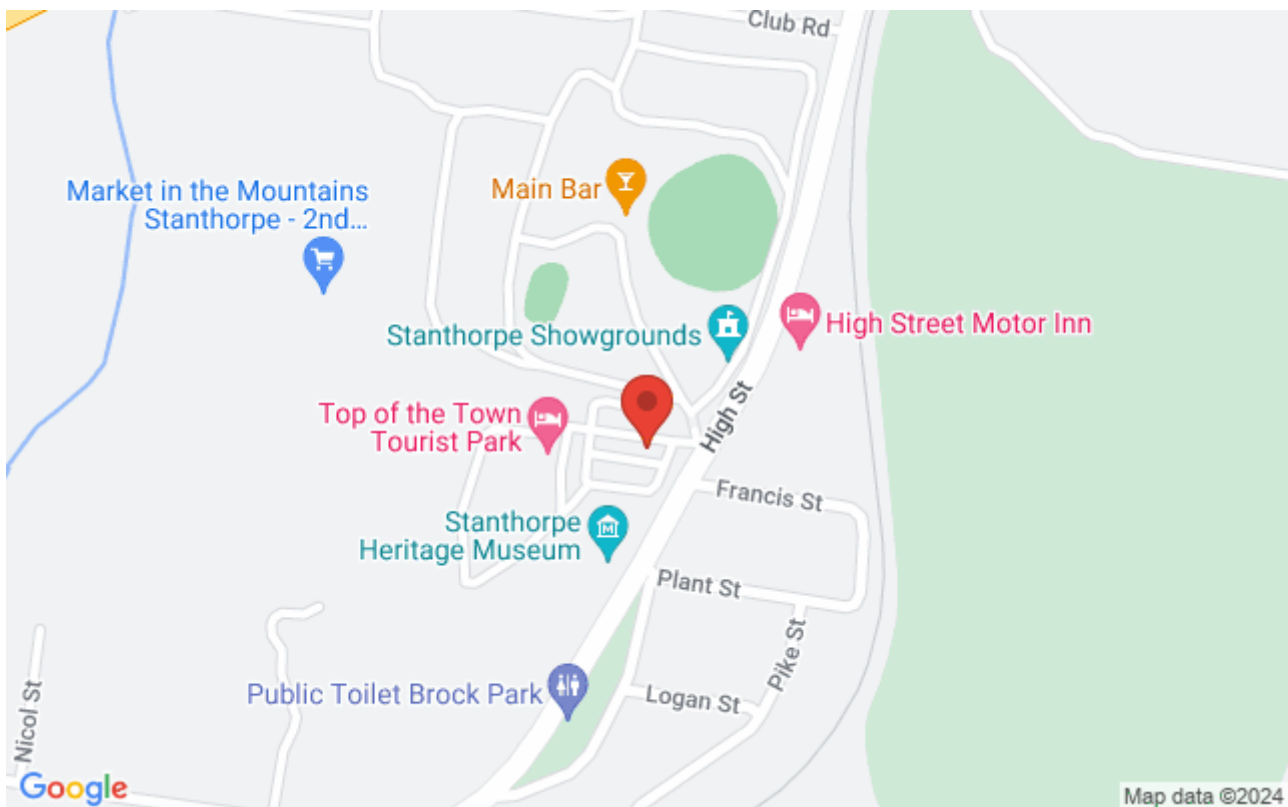 Club Rd
Main Bar
Market in the Mountains
Stanthorpe - 2nd...
Stanthorpe Showgrounds
High Street Motor Inn
High St
Top of the Town
Tourist Park
Francis St
Stanthorpe
Heritage Museum
M
Plant St
Pike St
Public Toilet Brock Park
Logan St
Nicol St
Google
Map data ©2024